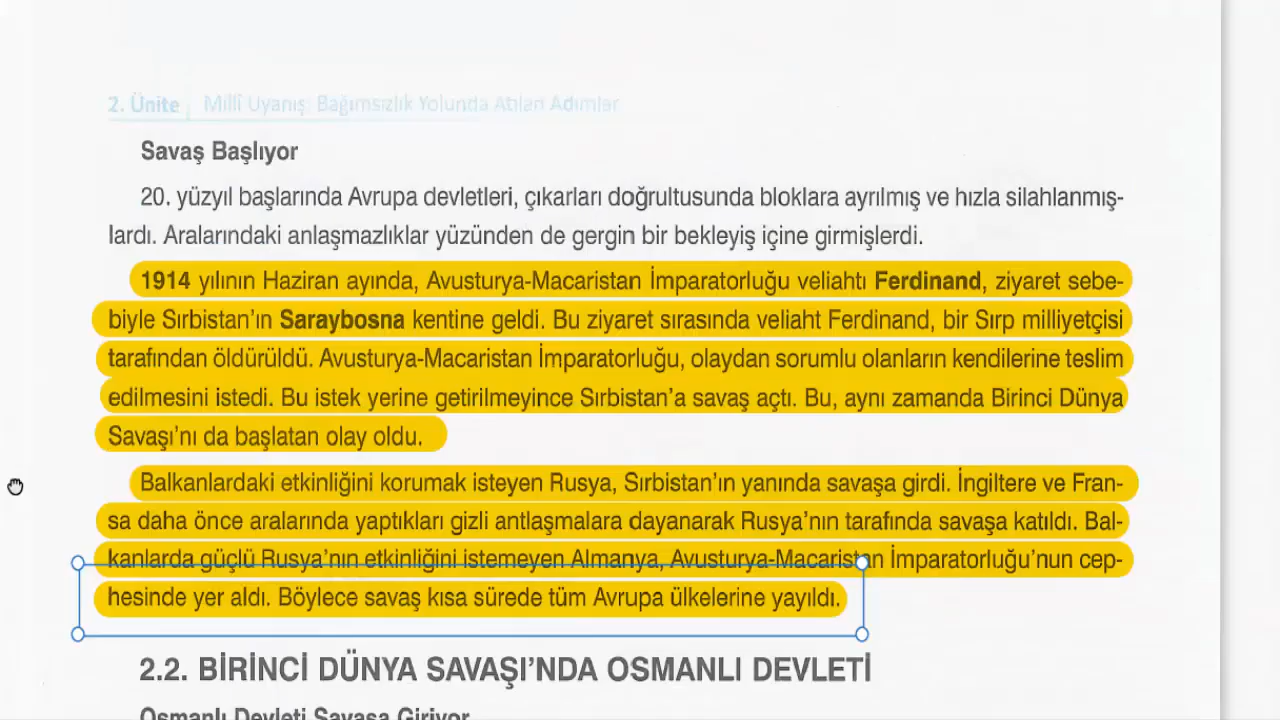 2. Ünite Millî Uyanış: Bağımsızlık Yolunda Atılan Adımlar
Savaş Başlıyor
20. yüzyıl başlarında Avrupa devletleri, çıkarları doğrultusunda bloklara ayrılmış ve hızla silahlanmış-
lardı. Aralarındaki anlaşmazlıklar yüzünden de gergin bir bekleyiş içine girmişlerdi.
1914 yılının Haziran ayında, Avusturya-Macaristan İmparatorluğu veliahtı Ferdinand, ziyaret sebe-
biyle Sırbistan’ın Saraybosna kentine geldi. Bu ziyaret sırasında veliaht Ferdinand, bir Sırp milliyetçisi
tarafından öldürüldü. Avusturya-Macaristan İmparatorluğu, olaydan sorumlu olanların kendilerine teslim
edilmesini istedi. Bu istek yerine getirilmeyince Sırbistan’a savaş açtı. Bu, aynı zamanda Birinci Dünya
Savaşı’nı da başlatan olay oldu.
Balkanlardaki etkinliğini korumak isteyen Rusya, Sırbistan’ın yanında savaşa girdi. İngiltere ve Fran-
sa daha önce aralarında yaptıkları gizli antlaşmalara dayanarak Rusya’nın tarafında savaşa katıldı. Bal-
kanlarda güçlü Rusya’nın etkinliğini istemeyen Almanya, Avusturya-Macaristan İmparatorluğu’nun cep-
hesinde yer aldı. Böylece savaş kısa sürede tüm Avrupa ülkelerine yayıldı.
2.2. BİRİNCİ DÜNYA SAVAŞI’NDA OSMANLI DEVLETİ
Osmanlı Devleti Savaşa Giriyor